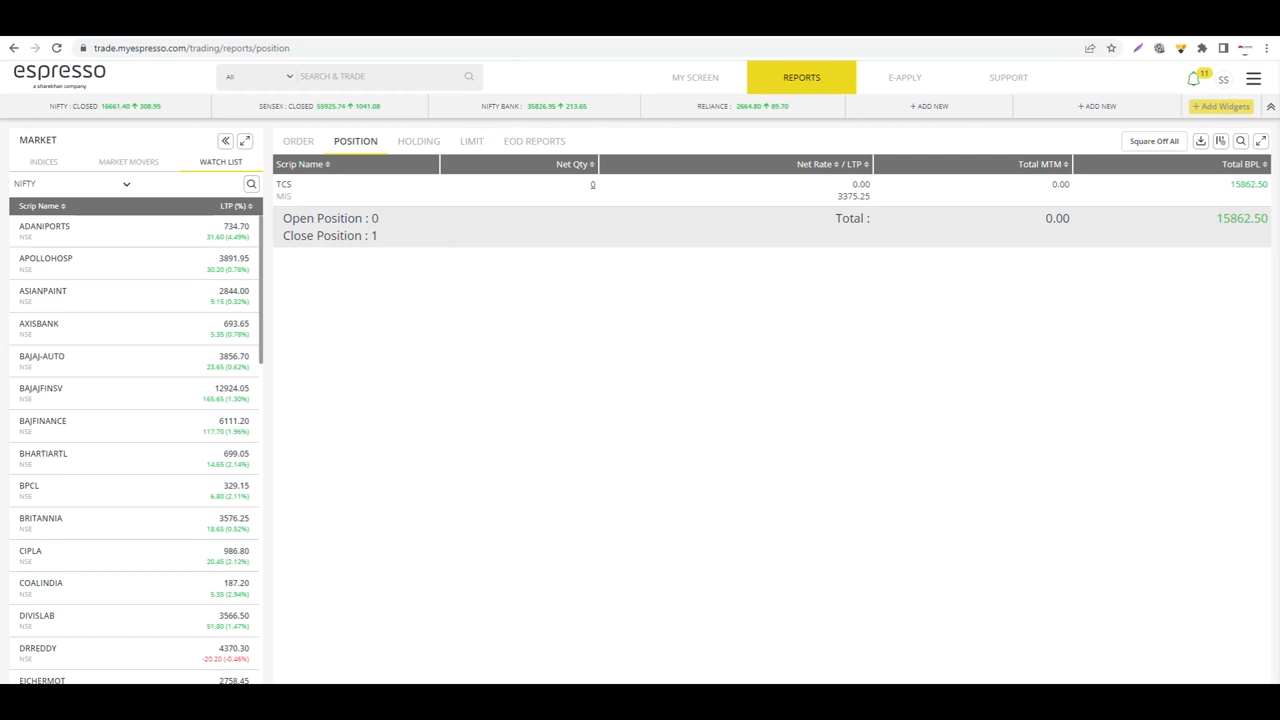 trade.myespresso.com/trading/reports/position
espresso
a sharekhan company
All
SEARCH & TRADE
MY SCREEN
REPORTS
E-APPLY
SUPPORT
11
SS
NIFTY : CLOSED 16661.40 ↑ 308.95
SENSEX : CLOSED 55925.74 ↑ 1041.08
NIFTY BANK : 35826.95 ↑ 213.65
RELIANCE : 2664.80 ↑ 89.70
+ ADD NEW
+ ADD NEW
+ Add Widgets
MARKET
INDICES
MARKET MOVERS
WATCH LIST
NIFTY
Scrip Name
LTP (%)
ADANIPORTS 734.70
NSE 31.60 (4.49%)
APOLLOHOSP 3891.95
NSE 30.20 (0.78%)
ASIANPAINT 2844.00
NSE 9.15 (0.32%)
AXISBANK 693.65
NSE 5.35 (0.78%)
BAJAJ-AUTO 3856.70
NSE 23.65 (0.62%)
BAJAJFINSV 12924.05
NSE 165.65 (1.30%)
BAJFINANCE 6111.20
NSE 117.70 (1.96%)
BHARTIARTL 699.05
NSE 14.65 (2.14%)
BPCL 329.15
NSE 6.80 (2.11%)
BRITANNIA 3576.25
NSE 18.65 (0.52%)
CIPLA 986.80
NSE 20.45 (2.12%)
COALINDIA 187.20
NSE 5.35 (2.94%)
DIVISLAB 3566.50
NSE 51.80 (1.47%)
DRREDDY 4370.30
NSE -20.20 (-0.46%)
EICHERMOT 2758.45
ORDER
POSITION
HOLDING
LIMIT
EOD REPORTS
Square Off All
Scrip Name
Net Qty
Net Rate / LTP
Total MTM
Total BPL
TCS 0 0.00 0.00 15862.50
MIS 3375.25
Open Position : 0 Total : 0.00 15862.50
Close Position : 1